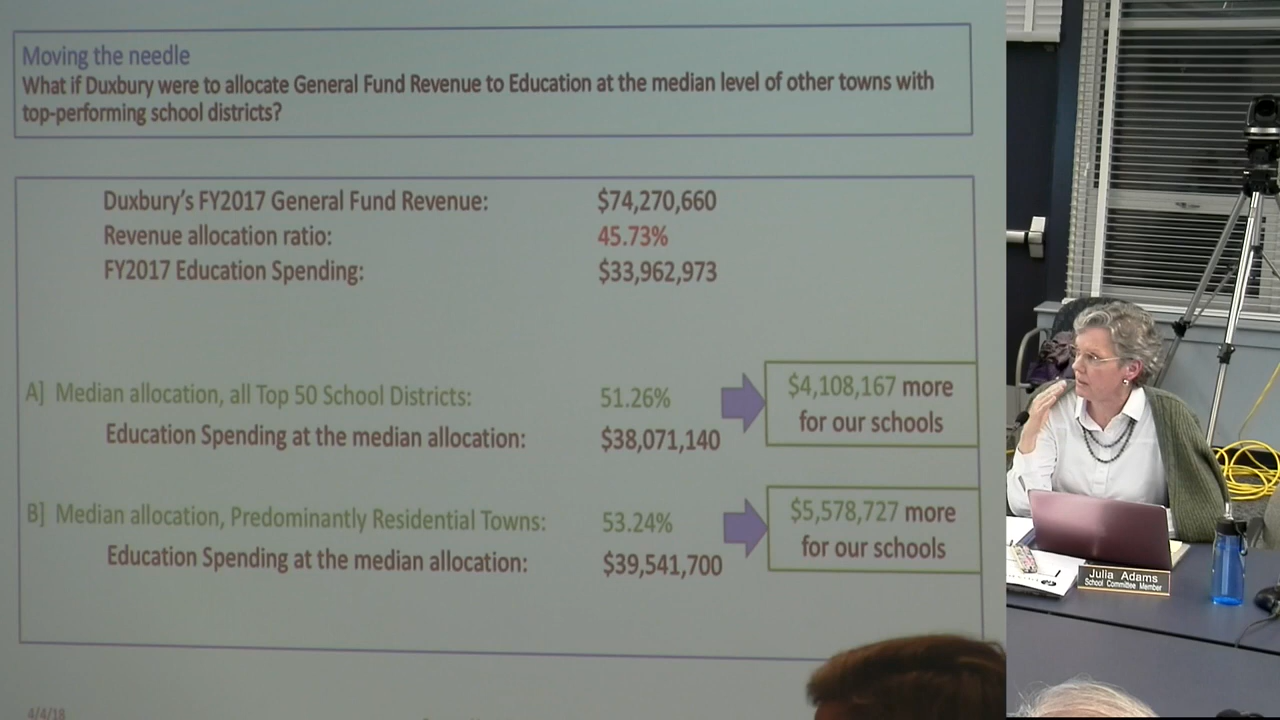 Moving the needle
What if Duxbury were to allocate General Fund Revenue to Education at the median level of other towns with
top-performing school districts?
Duxbury's FY2017 General Fund Revenue: $74,270,660
Revenue allocation ratio: 45.73%
FY2017 Education Spending: $33,962,973
A] Median allocation, all Top 50 School Districts: 51.26%
Education Spending at the median allocation: $38,071,140
$4,108,167 more
for our schools
B] Median allocation, Predominantly Residential Towns: 53.24%
Education Spending at the median allocation: $39,541,700
$5,578,727 more
for our schools
4/4/18
Julia Adams
School Committee Member